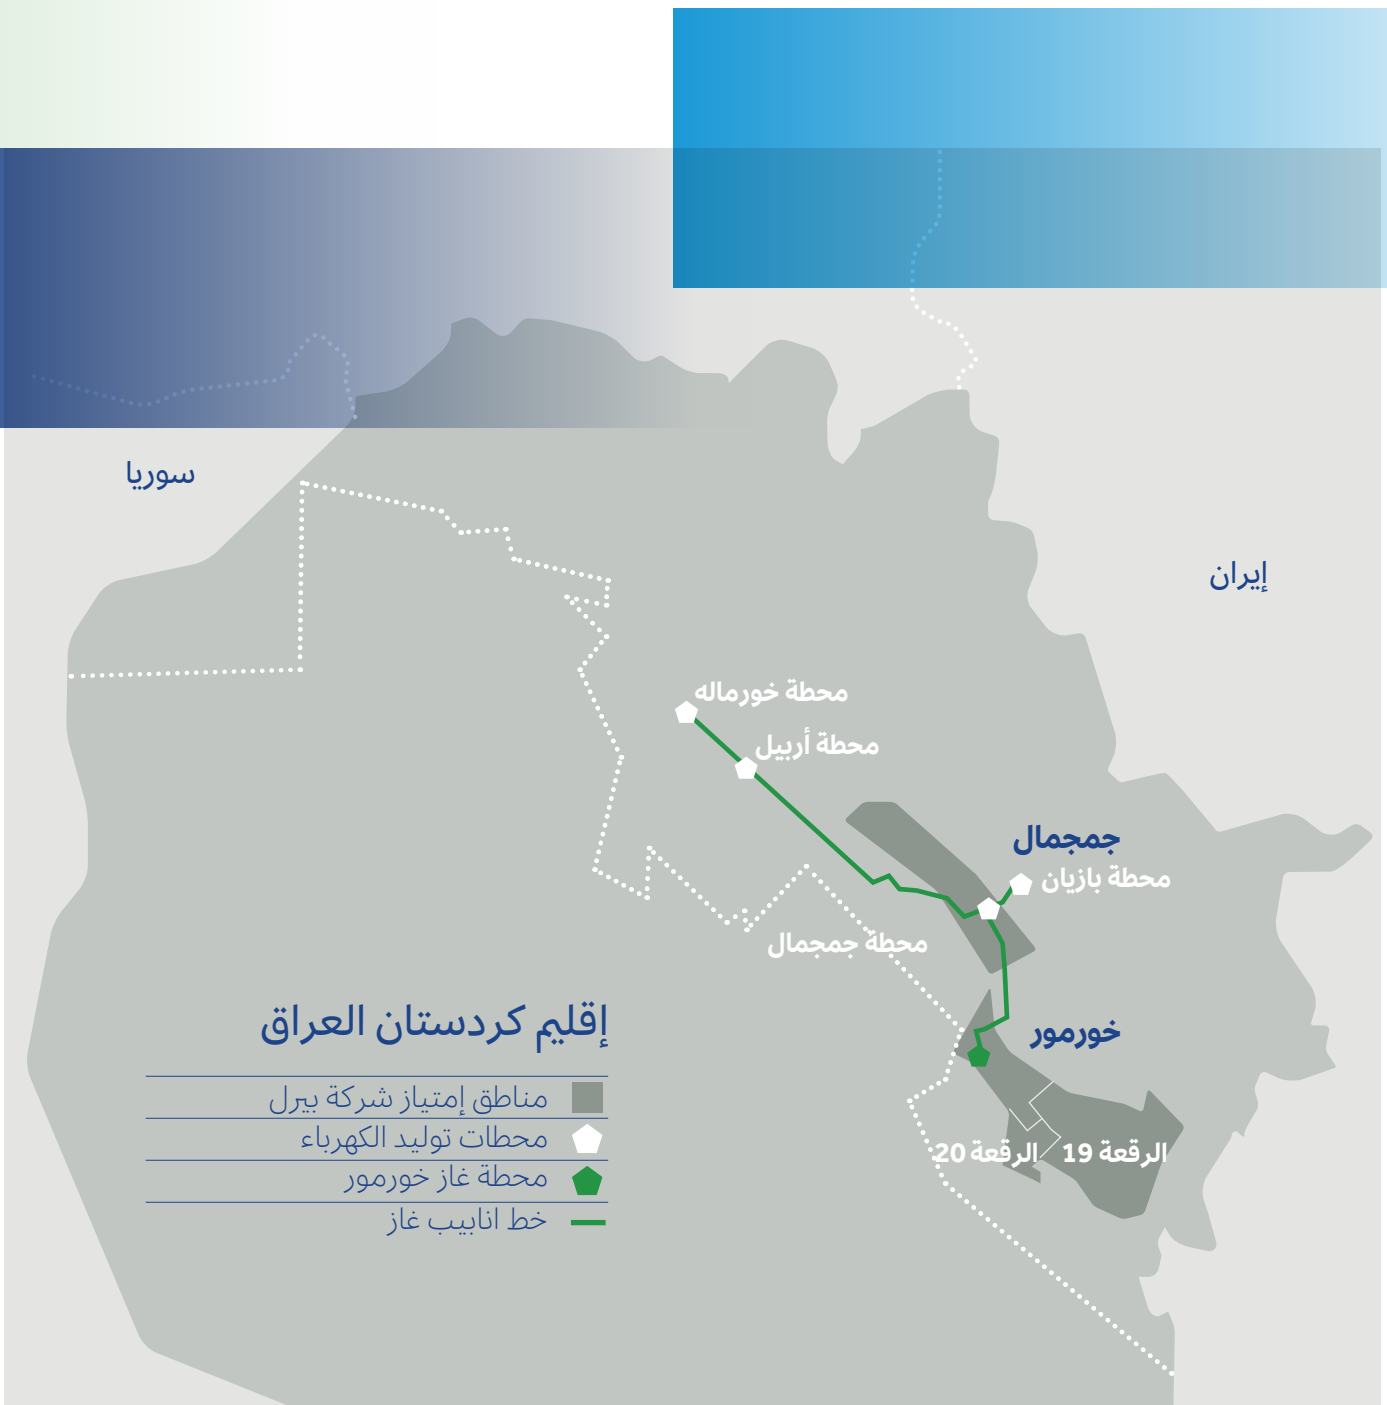 سوريا
إيران
محطة خورماله
محطة أربيل
جمجمال
محطة بازيان
محطة جمجمال
خورمور
الرقعة 19
الرقعة 20
إقليم كردستان العراق
مناطق إمتياز شركة بيرل
محطات توليد الكهرباء
محطة غاز خورمور
خط انابيب غاز